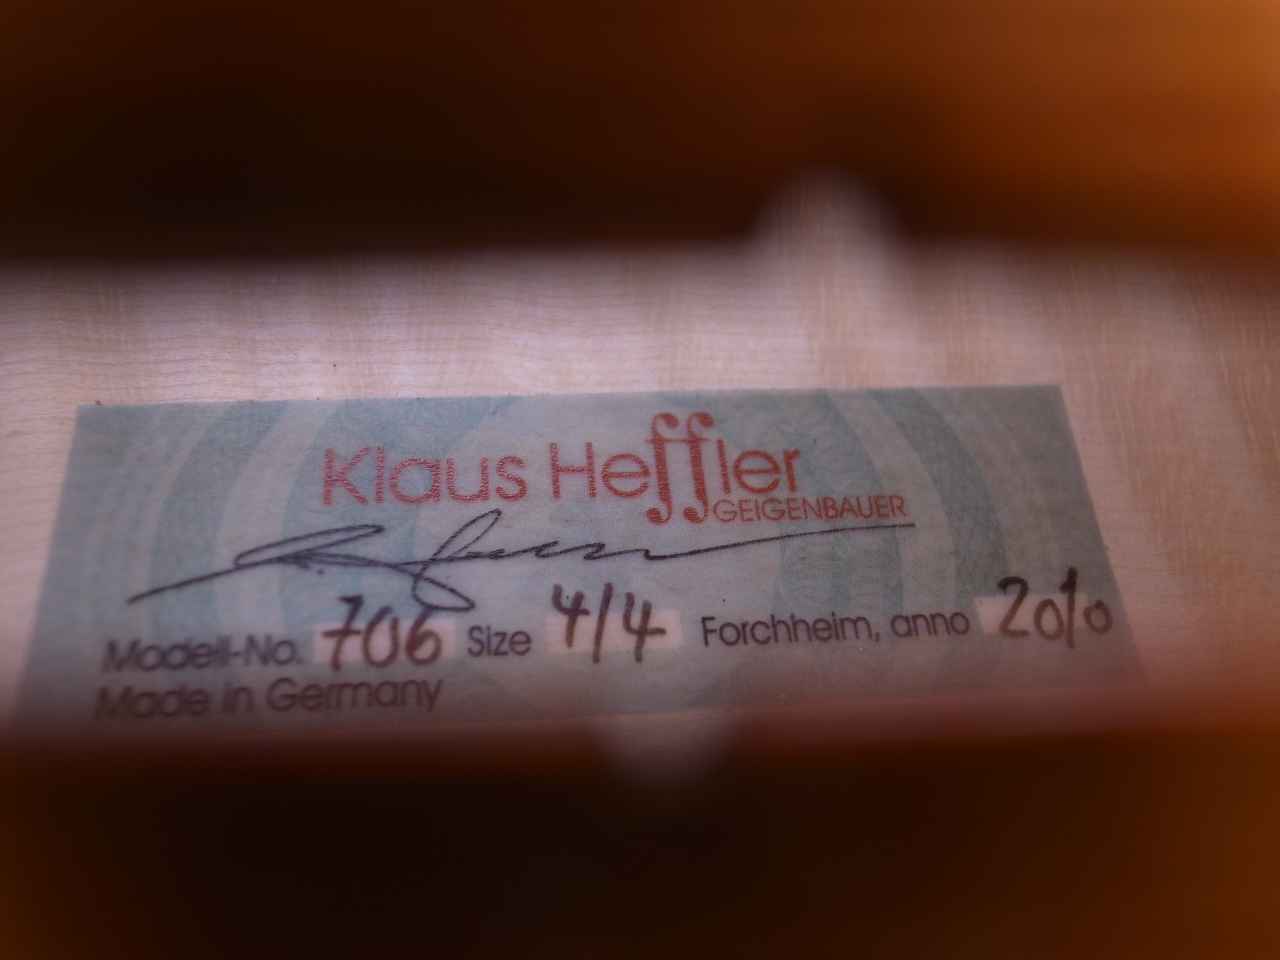 Klaus Heffler
GEIGENBAUER
Modell-No. 706 Size 4/4 Forchheim, anno 2010
Made in Germany